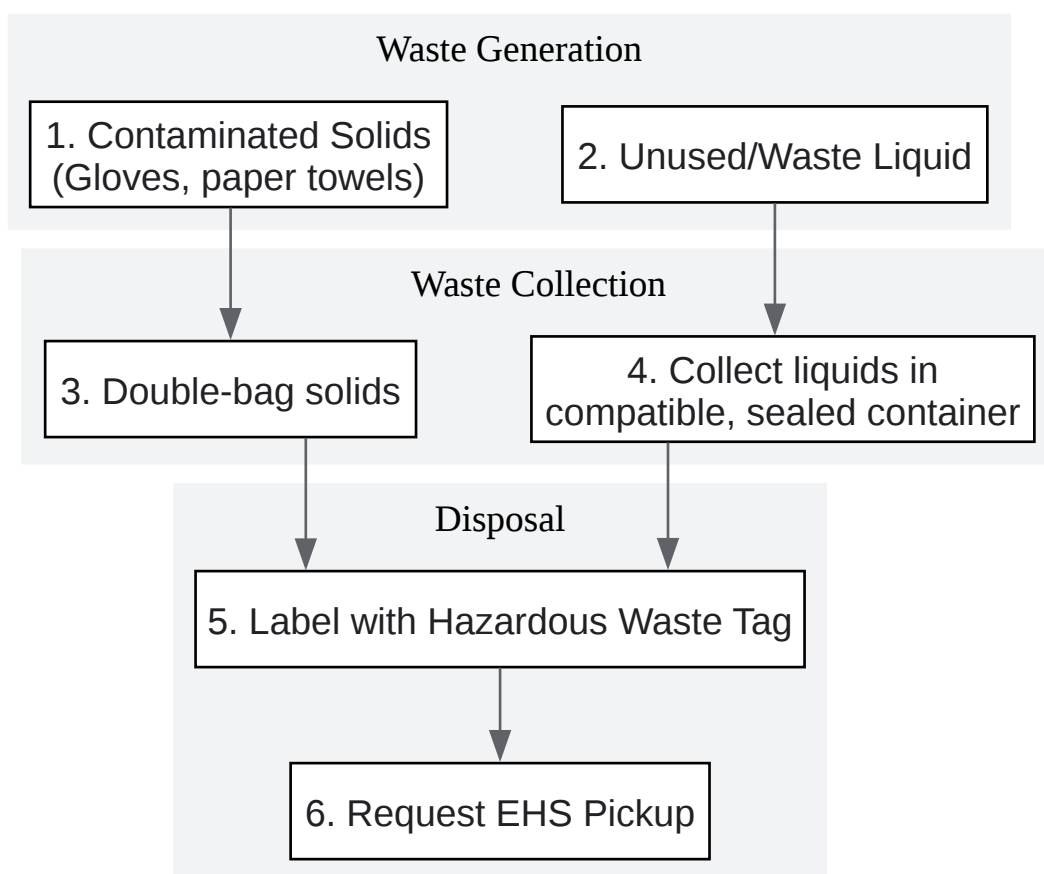 Waste Generation
1. Contaminated Solids
(Gloves, paper towels)
2. Unused/Waste Liquid
Waste Collection
3. Double-bag solids
4. Collect liquids in
compatible, sealed container
Disposal
5. Label with Hazardous Waste Tag
6. Request EHS Pickup